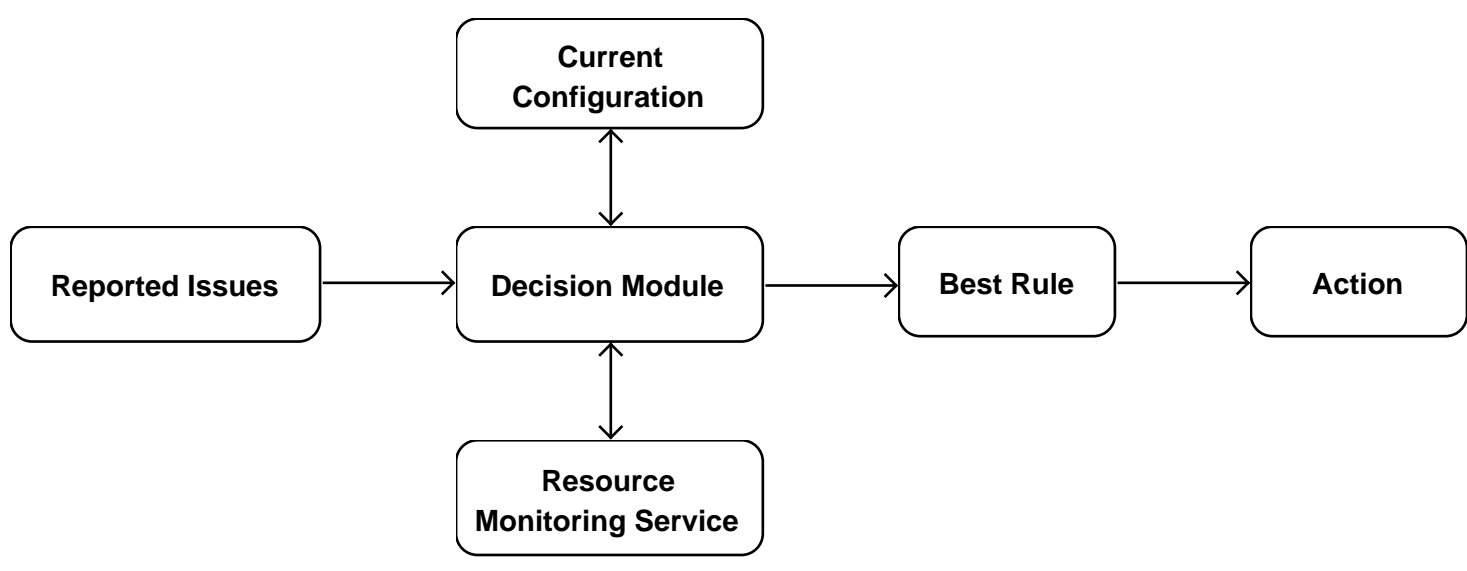 Current
Configuration
Reported Issues
Decision Module
Best Rule
Action
Resource
Monitoring Service